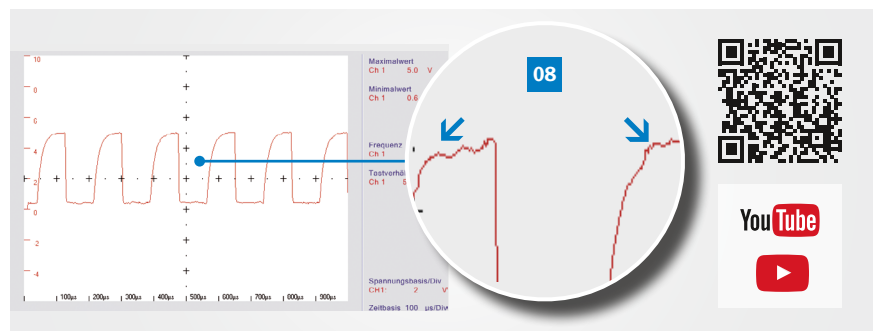 10
8
6
4
2
0
-2
-4
100µs 200µs 300µs 400µs 500µs 600µs 700µs 800µs 900µs
Maximalwert
Ch 1 5.0 V
Minimalwert
Ch 1 0.6
Frequenz
Ch 1
Ch 1 5
Spannungsbasis/Div
CH1: 2
Zeitbasis 100 µs/Div
08
YouTube